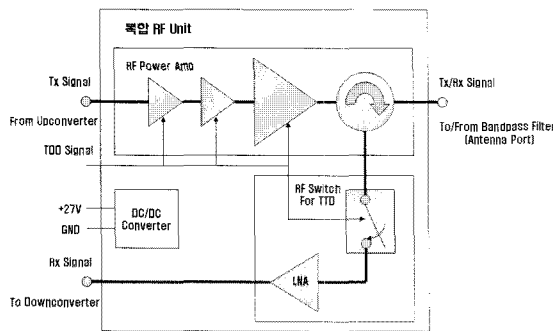 복합 RF Unit
RF Power Amp
Tx Signal
From Upconverter
Tx/Rx Signal
To/From Bandpass Filter
(Antenna Port)
TDD Signal
RF Switch
For TTD
+27V
GND
DC/DC
Converter
Rx Signal
To Downconverter
LNA